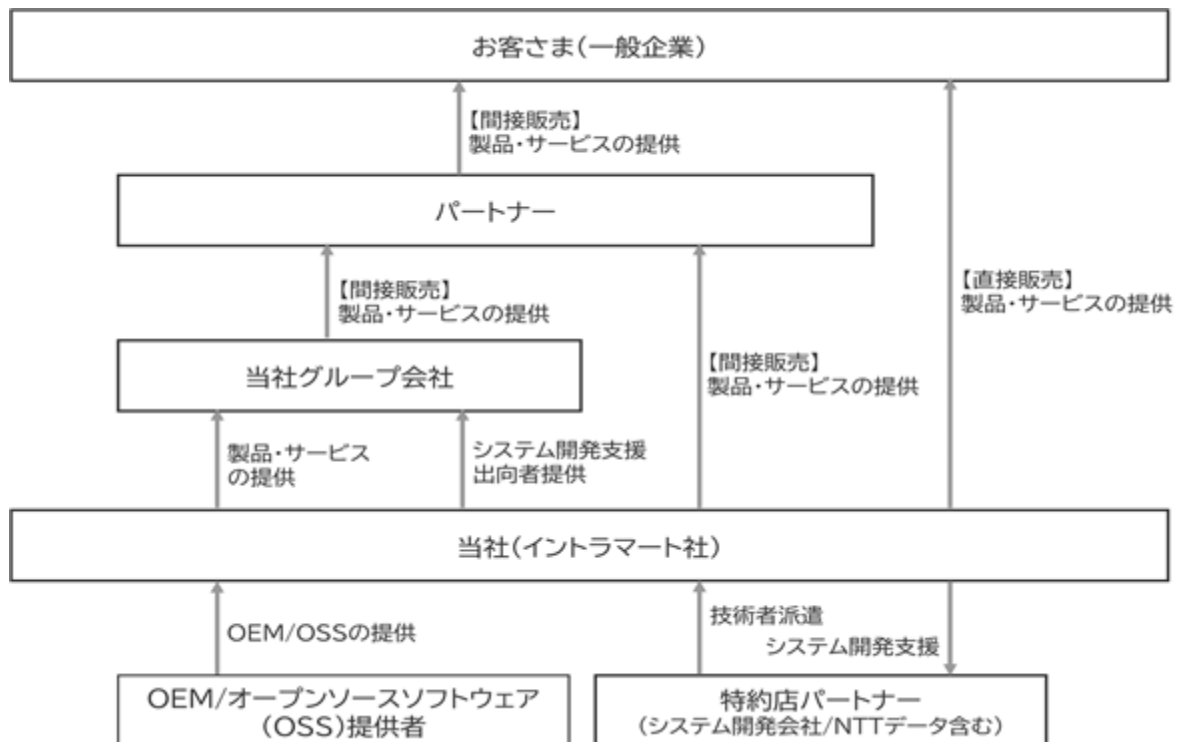 お客さま(一般企業)
【間接販売】
製品・サービスの提供
パートナー
【間接販売】
製品・サービスの提供
【直接販売】
製品・サービスの提供
当社グループ会社
【間接販売】
製品・サービスの提供
製品・サービス
の提供
システム開発支援
出向者提供
当社(イントラマート社)
OEM/OSSの提供
技術者派遣
システム開発支援
OEM/オープンソースソフトウェア
(OSS)提供者
特約店パートナー
(システム開発会社/NTTデータ含む)